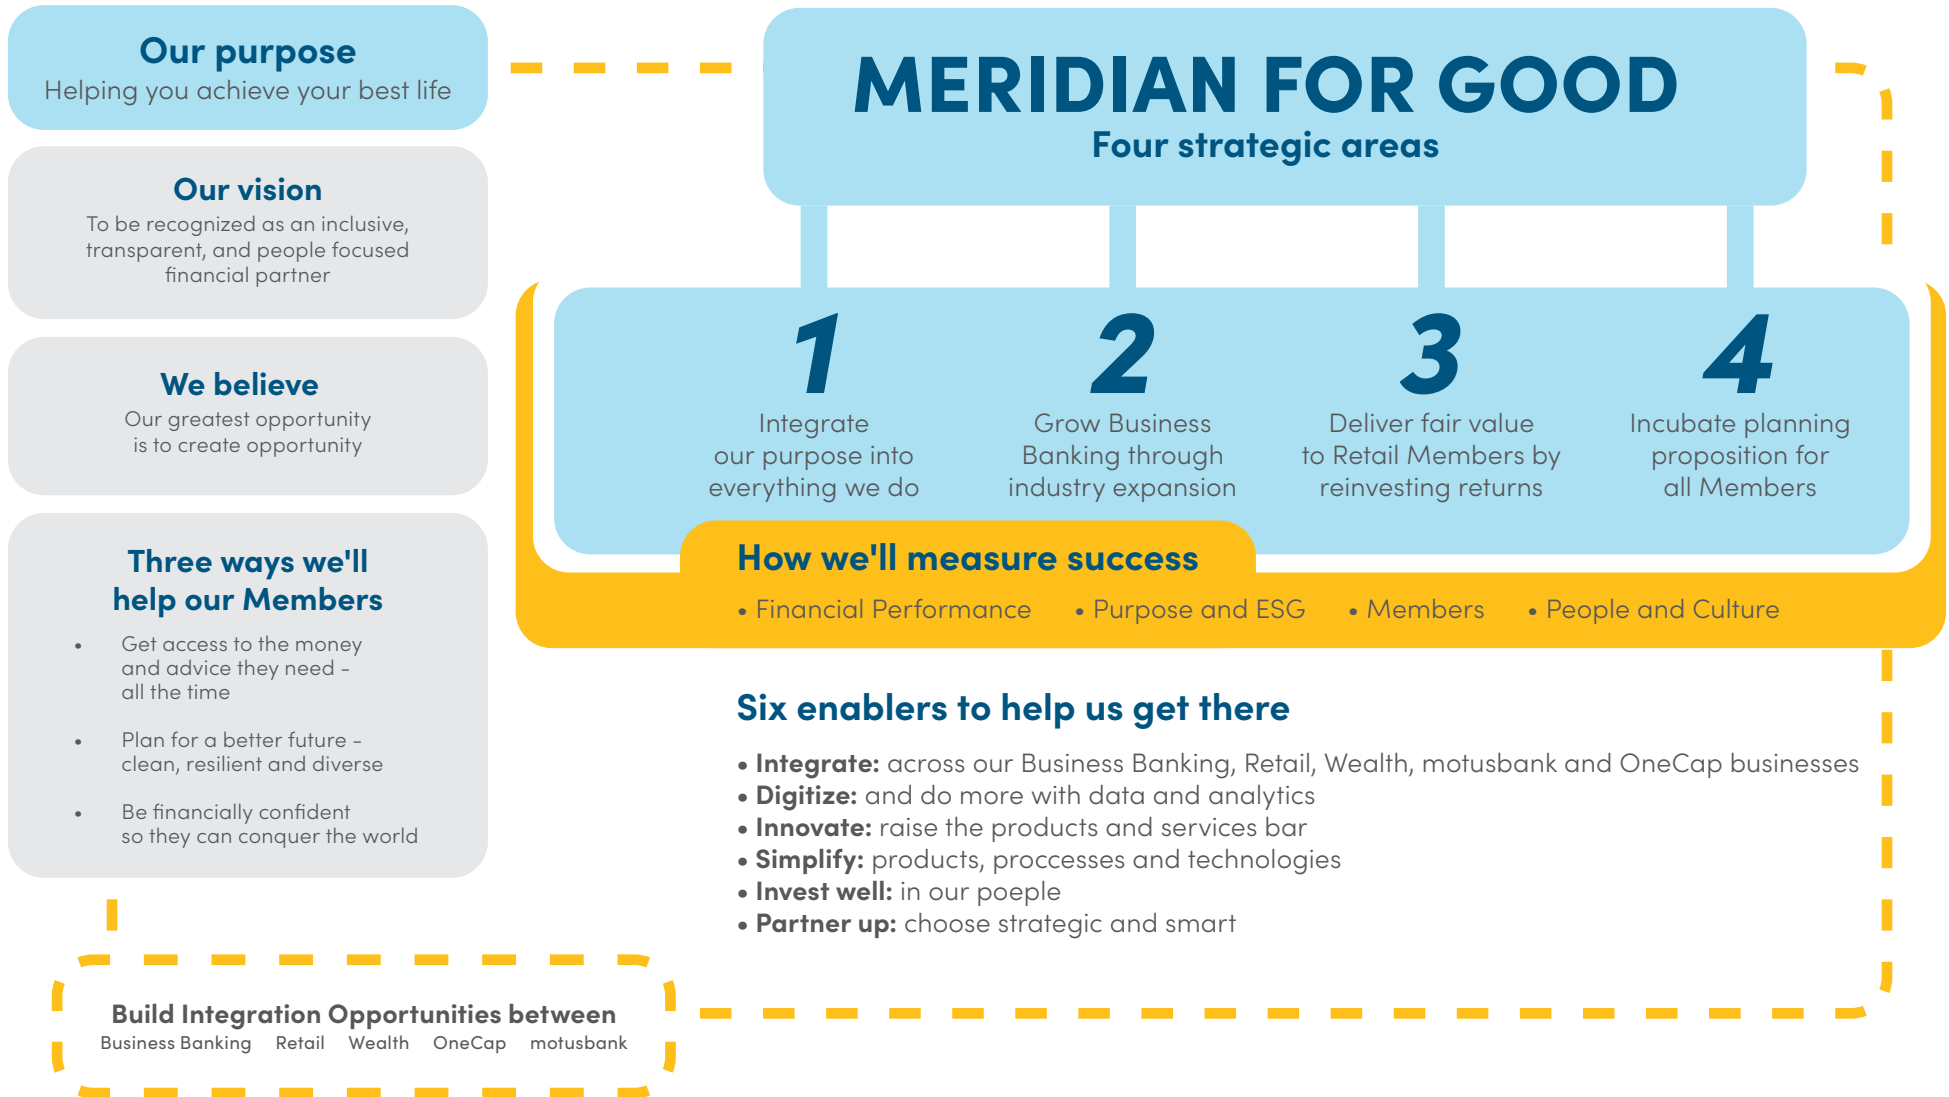 Our purpose
Helping you achieve your best life
Our vision
To be recognized as an inclusive,
transparent, and people focused
financial partner
We believe
Our greatest opportunity
is to create opportunity
Three ways we'll
help our Members
• Get access to the money
and advice they need -
all the time
• Plan for a better future -
clean, resilient and diverse
• Be financially confident
so they can conquer the world
MERIDIAN FOR GOOD
Four strategic areas
1
Integrate
our purpose into
everything we do
2
Grow Business
Banking through
industry expansion
3
Deliver fair value
to Retail Members by
reinvesting returns
4
Incubate planning
proposition for
all Members
How we'll measure success
• Financial Performance • Purpose and ESG • Members • People and Culture
Six enablers to help us get there
• Integrate: across our Business Banking, Retail, Wealth, motusbank and OneCap businesses
• Digitize: and do more with data and analytics
• Innovate: raise the products and services bar
• Simplify: products, proccesses and technologies
• Invest well: in our poeple
• Partner up: choose strategic and smart
Build Integration Opportunities between
Business Banking Retail Wealth OneCap motusbank